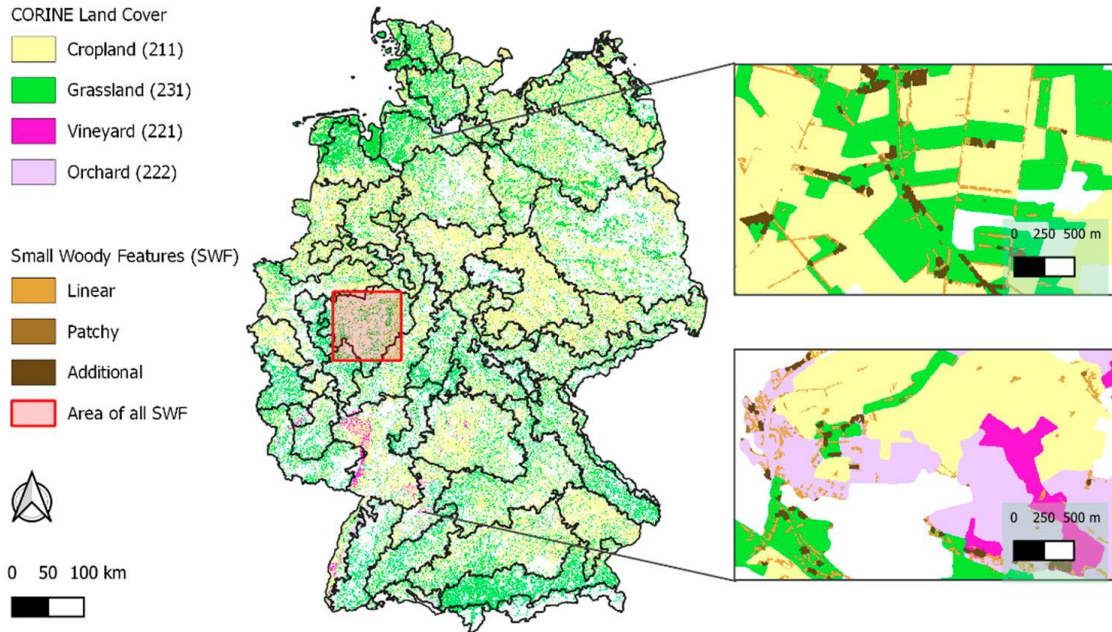 CORINE Land Cover
Cropland (211)
Grassland (231)
Vineyard (221)
Orchard (222)
Small Woody Features (SWF)
Linear
Patchy
Additional
Area of all SWF
0 50 100 km
0 250 500 m
0 250 500 m